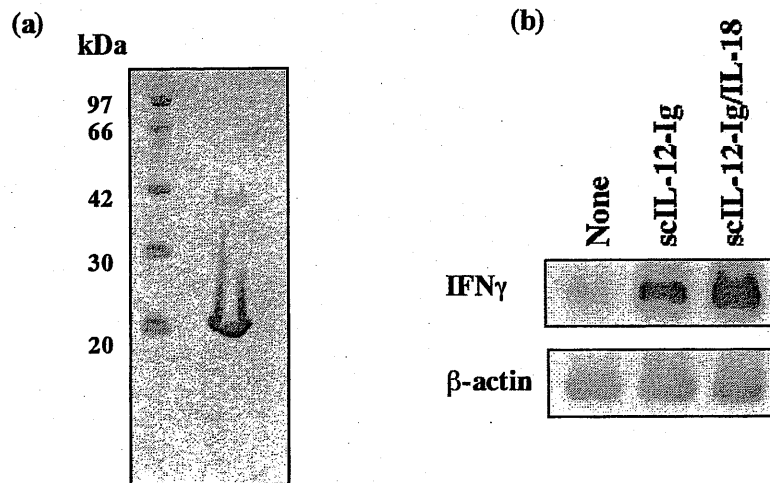 (a)
kDa
97
66
42
30
20
(b)
None
scIL-12-Ig
scIL-12-Ig/IL-18
IFNγ
β-actin